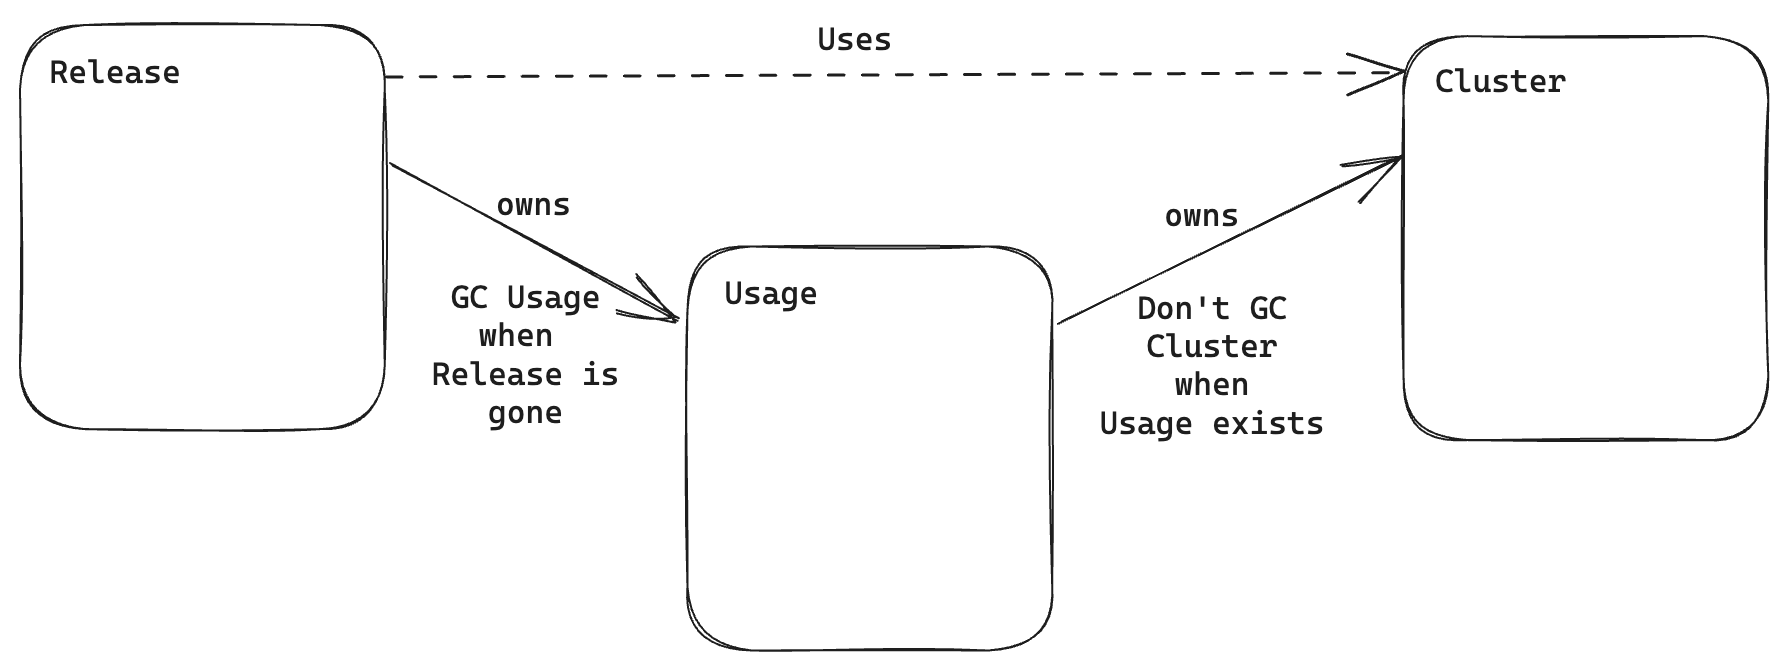 Uses
Release
Cluster
owns
owns
GC Usage
when
Release is
gone
Usage
Don't GC
Cluster
when
Usage exists